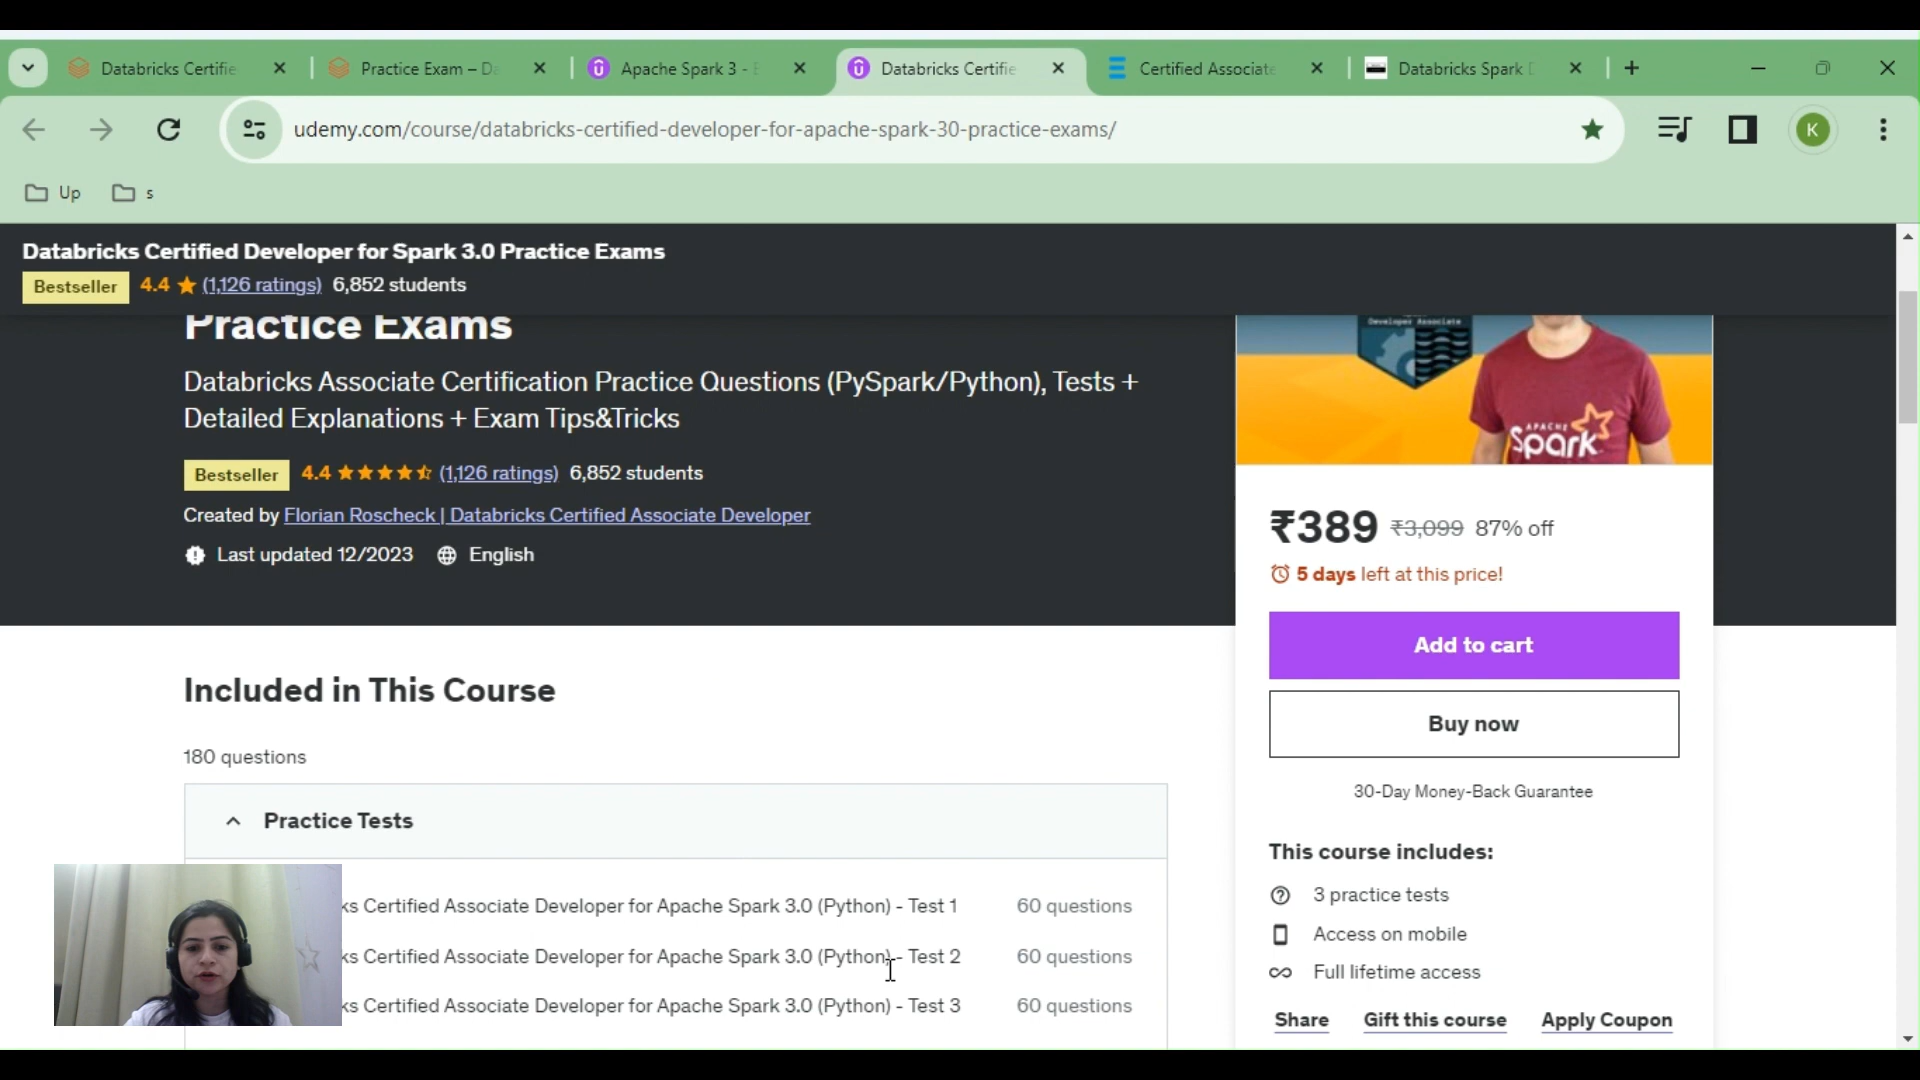 Databricks Certifie
Practice Exam – Da
Apache Spark 3 -
Databricks Certifie
Certified Associate
Databricks Spark
udemy.com/course/databricks-certified-developer-for-apache-spark-30-practice-exams/
K
Up
s
Databricks Certified Developer for Spark 3.0 Practice Exams
Bestseller 4.4 (1,126 ratings) 6,852 students
Practice Exams
Databricks Associate Certification Practice Questions (PySpark/Python), Tests +
Detailed Explanations + Exam Tips&Tricks
Bestseller 4.4 (1,126 ratings) 6,852 students
Created by Florian Roscheck | Databricks Certified Associate Developer
Last updated 12/2023 English
Developer Associate
APACHE
Spark
₹389 ₹3,099 87% off
5 days left at this price!
Add to cart
Buy now
30-Day Money-Back Guarantee
This course includes:
3 practice tests
Access on mobile
Full lifetime access
Share Gift this course Apply Coupon
Included in This Course
180 questions
Practice Tests
ks Certified Associate Developer for Apache Spark 3.0 (Python) - Test 1 60 questions
ks Certified Associate Developer for Apache Spark 3.0 (Python) - Test 2 60 questions
ks Certified Associate Developer for Apache Spark 3.0 (Python) - Test 3 60 questions